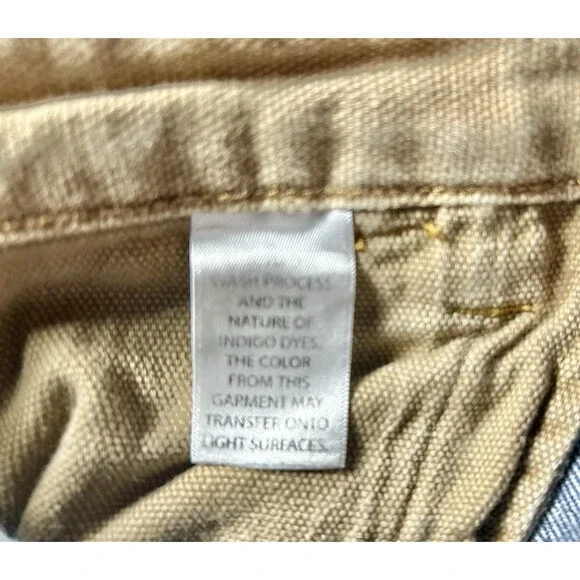 WASH PROCESS
AND THE
NATURE OF
INDIGO DYES,
THE COLOR
FROM THIS
GARMENT MAY
TRANSFER ONTO
LIGHT SURFACES.